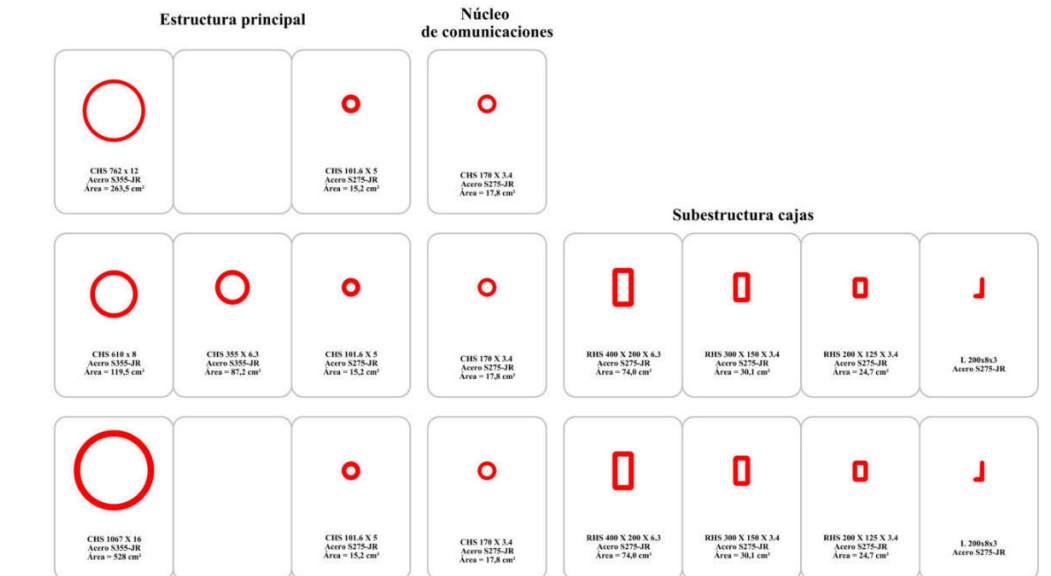 Estructura principal
Núcleo
de comunicaciones
CHS 762 x 12
Acero S355-JR
Área = 263,5 cm²
CHS 101.6 X 5
Acero S275-JR
Área = 15,2 cm²
CHS 170 X 3.4
Acero S275-JR
Área = 17,8 cm²
Subestructura cajas
CHS 610 x 8
Acero S355-JR
Área = 119,5 cm²
CHS 355 X 6.3
Acero S355-JR
Área = 87,2 cm²
CHS 101.6 X 5
Acero S275-JR
Área = 15,2 cm²
CHS 170 X 3.4
Acero S275-JR
Área = 17,8 cm²
RHS 400 X 200 X 6.3
Acero S275-JR
Área = 74,0 cm²
RHS 300 X 150 X 3.4
Acero S275-JR
Área = 30,1 cm²
RHS 200 X 125 X 3.4
Acero S275-JR
Área = 24,7 cm²
L 200x8x3
Acero S275-JR
CHS 1067 X 16
Acero S355-JR
Área = 528 cm²
CHS 101.6 X 5
Acero S275-JR
Área = 15,2 cm²
CHS 170 X 3.4
Acero S275-JR
Área = 17,8 cm²
RHS 400 X 200 X 6.3
Acero S275-JR
Área = 74,0 cm²
RHS 300 X 150 X 3.4
Acero S275-JR
Área = 30,1 cm²
RHS 200 X 125 X 3.4
Acero S275-JR
Área = 24,7 cm²
L 200x8x3
Acero S275-JR